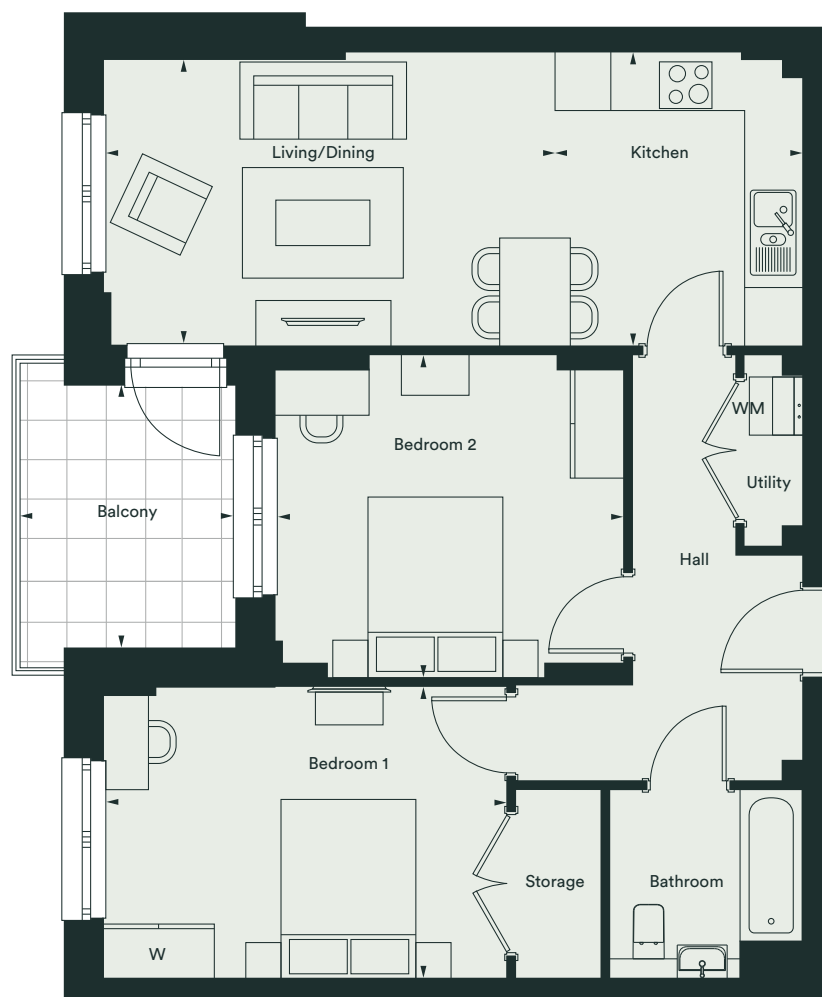 Living/Dining
Kitchen
WM
Bedroom 2
Utility
Balcony
Hall
Bedroom 1
Storage
Bathroom
W